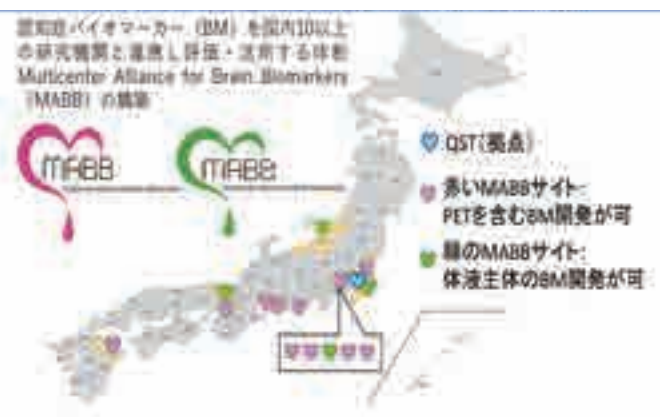 認知症バイオマーカー（BM）を国内10以上
の研究機関と連携し評価・活用する体制
Multicenter Alliance for Brain Biomarkers
（MABB）の構築
MABB
MABB
QST(拠点)
赤いMABBサイト:
PETを含むBM開発が可
緑のMABBサイト:
体液主体のBM開発が可